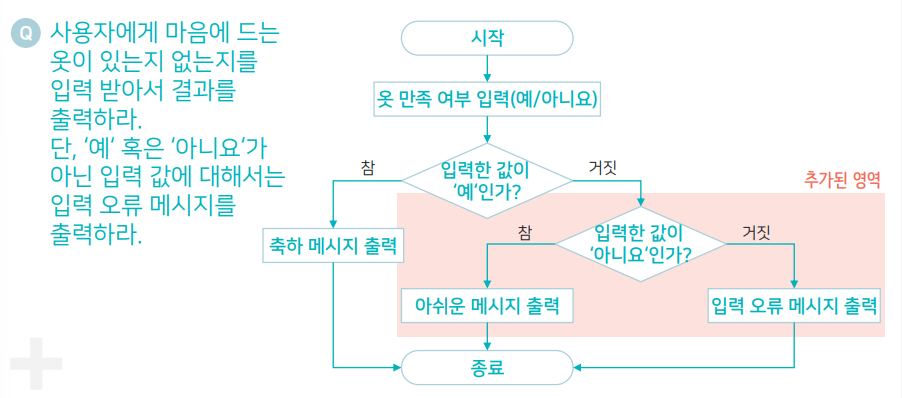 Q
사용자에게 마음에 드는
옷이 있는지 없는지를
입력 받아서 결과를
출력하라.
단, ‘예‘ 혹은 ‘아니요‘가
아닌 입력 값에 대해서는
입력 오류 메시지를
출력하라.
시작
옷 만족 여부 입력(예/아니요)
입력한 값이
‘예‘인가?
참
거짓
추가된 영역
축하 메시지 출력
입력한 값이
‘아니요‘인가?
참
거짓
아쉬운 메시지 출력
입력 오류 메시지 출력
종료